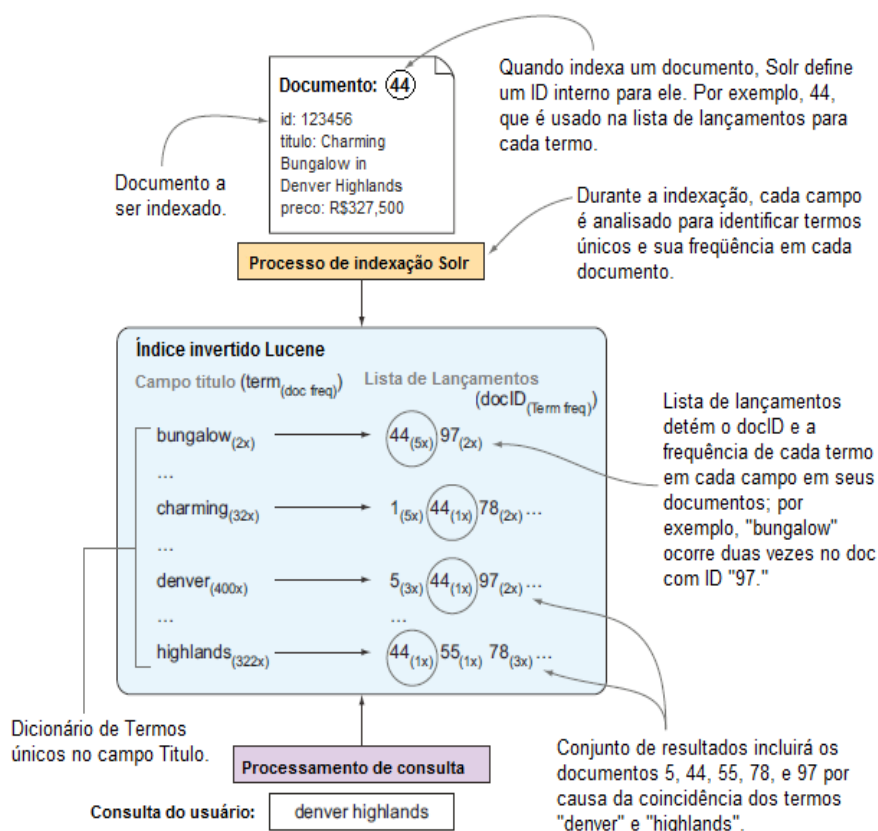 Documento: 44
id: 123456
titulo: Charming
Bungalow in
Denver Highlands
preco: R$327,500
Quando indexa um documento, Solr define
um ID interno para ele. Por exemplo, 44,
que é usado na lista de lançamentos para
cada termo.
Documento a
ser indexado.
Durante a indexação, cada campo
é analisado para identificar termos
únicos e sua freqüência em cada
documento.
Processo de indexação Solr
Índice invertido Lucene
Campo titulo (term(doc freq))
Lista de Lançamentos
(docID(Term freq))
bungalow(2x) 44(5x) 97(2x)
...
charming(32x) 1(5x) 44(1x) 78(2x) ...
...
denver(400x) 5(3x) 44(1x) 97(2x) ...
... ...
highlands(322x) 44(1x) 55(1x) 78(3x) ...
Lista de lançamentos
detém o docID e a
frequência de cada termo
em cada campo em seus
documentos; por
exemplo, "bungalow"
ocorre duas vezes no doc
com ID "97."
Dicionário de Termos
únicos no campo Titulo.
Processamento de consulta
Consulta do usuário: denver highlands
Conjunto de resultados incluirá os
documentos 5, 44, 55, 78, e 97 por
causa da coincidência dos termos
"denver" e "highlands".